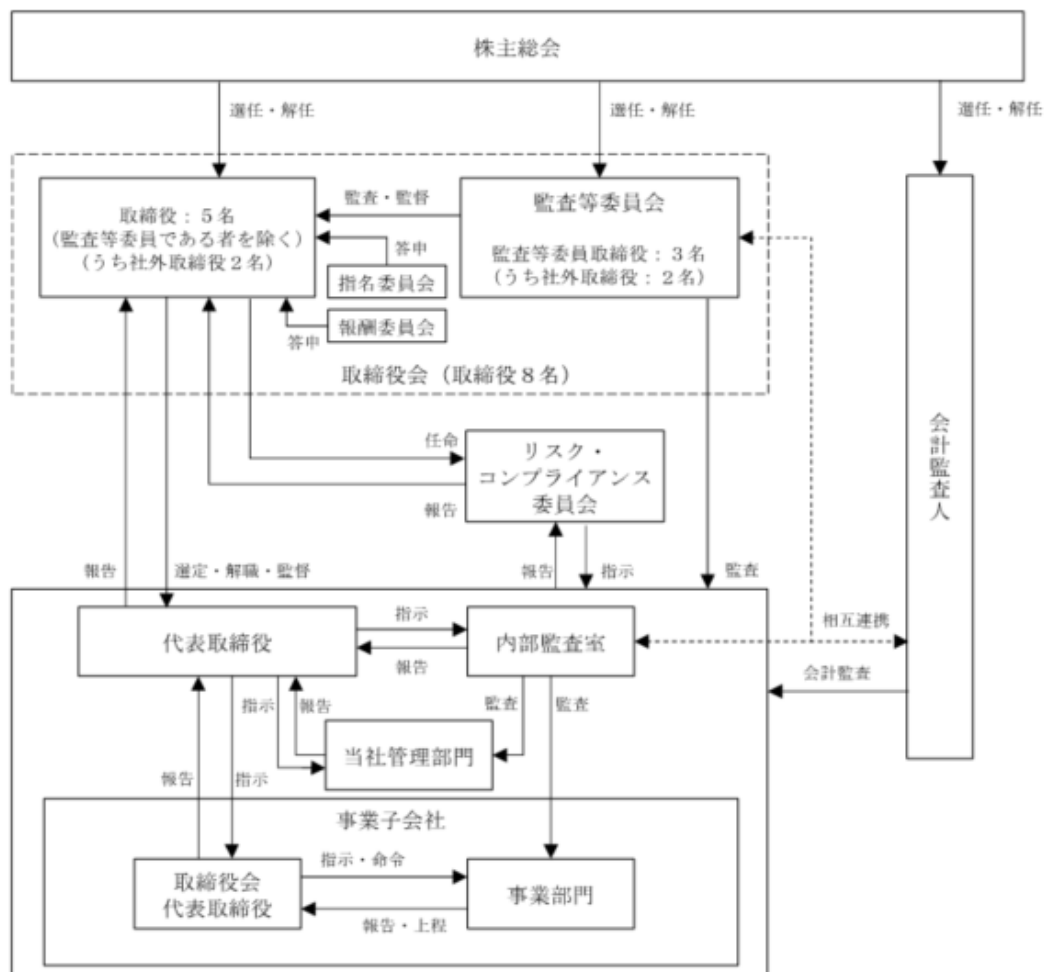 株主総会
選任・解任
選任・解任
選任・解任
取締役：５名
（監査等委員である者を除く）
（うち社外取締役２名）
監査・監督
答申
指名委員会
報酬委員会
答申
監査等委員会
監査等委員取締役：３名
（うち社外取締役：２名）
取締役会（取締役８名）
会計監査人
任命
報告
リスク・
コンプライアンス
委員会
報告
選定・解職・監督
報告
指示
監査
代表取締役
指示
報告
内部監査室
相互連携
会計監査
指示
報告
監査
監査
当社管理部門
報告
指示
事業子会社
取締役会
代表取締役
指示・命令
報告・上程
事業部門